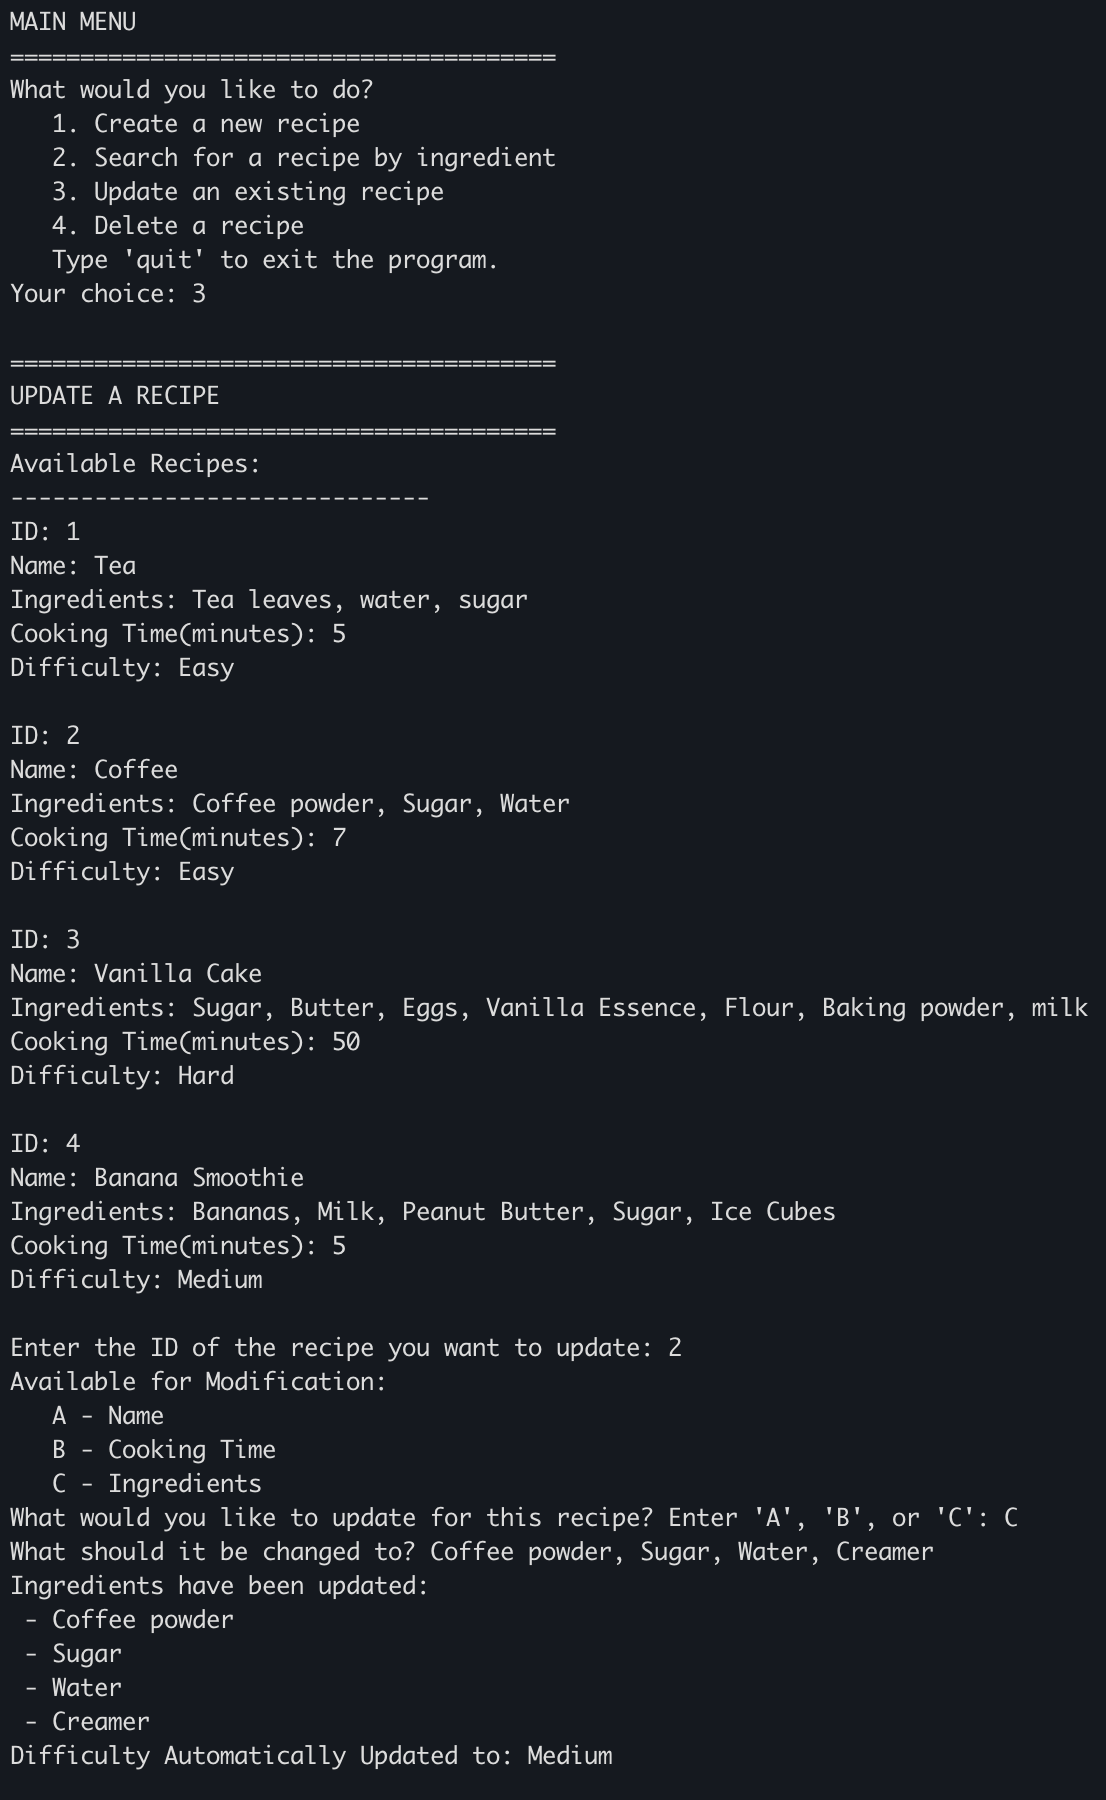 MAIN MENU
=======================================
What would you like to do?
   1. Create a new recipe
   2. Search for a recipe by ingredient
   3. Update an existing recipe
   4. Delete a recipe
   Type 'quit' to exit the program.
Your choice: 3

=======================================
UPDATE A RECIPE
=======================================
Available Recipes:
------------------------------
ID: 1
Name: Tea
Ingredients: Tea leaves, water, sugar
Cooking Time(minutes): 5
Difficulty: Easy

ID: 2
Name: Coffee
Ingredients: Coffee powder, Sugar, Water
Cooking Time(minutes): 7
Difficulty: Easy

ID: 3
Name: Vanilla Cake
Ingredients: Sugar, Butter, Eggs, Vanilla Essence, Flour, Baking powder, milk
Cooking Time(minutes): 50
Difficulty: Hard

ID: 4
Name: Banana Smoothie
Ingredients: Bananas, Milk, Peanut Butter, Sugar, Ice Cubes
Cooking Time(minutes): 5
Difficulty: Medium

Enter the ID of the recipe you want to update: 2
Available for Modification:
   A - Name
   B - Cooking Time
   C - Ingredients
What would you like to update for this recipe? Enter 'A', 'B', or 'C': C
What should it be changed to? Coffee powder, Sugar, Water, Creamer
Ingredients have been updated:
 - Coffee powder
 - Sugar
 - Water
 - Creamer
Difficulty Automatically Updated to: Medium